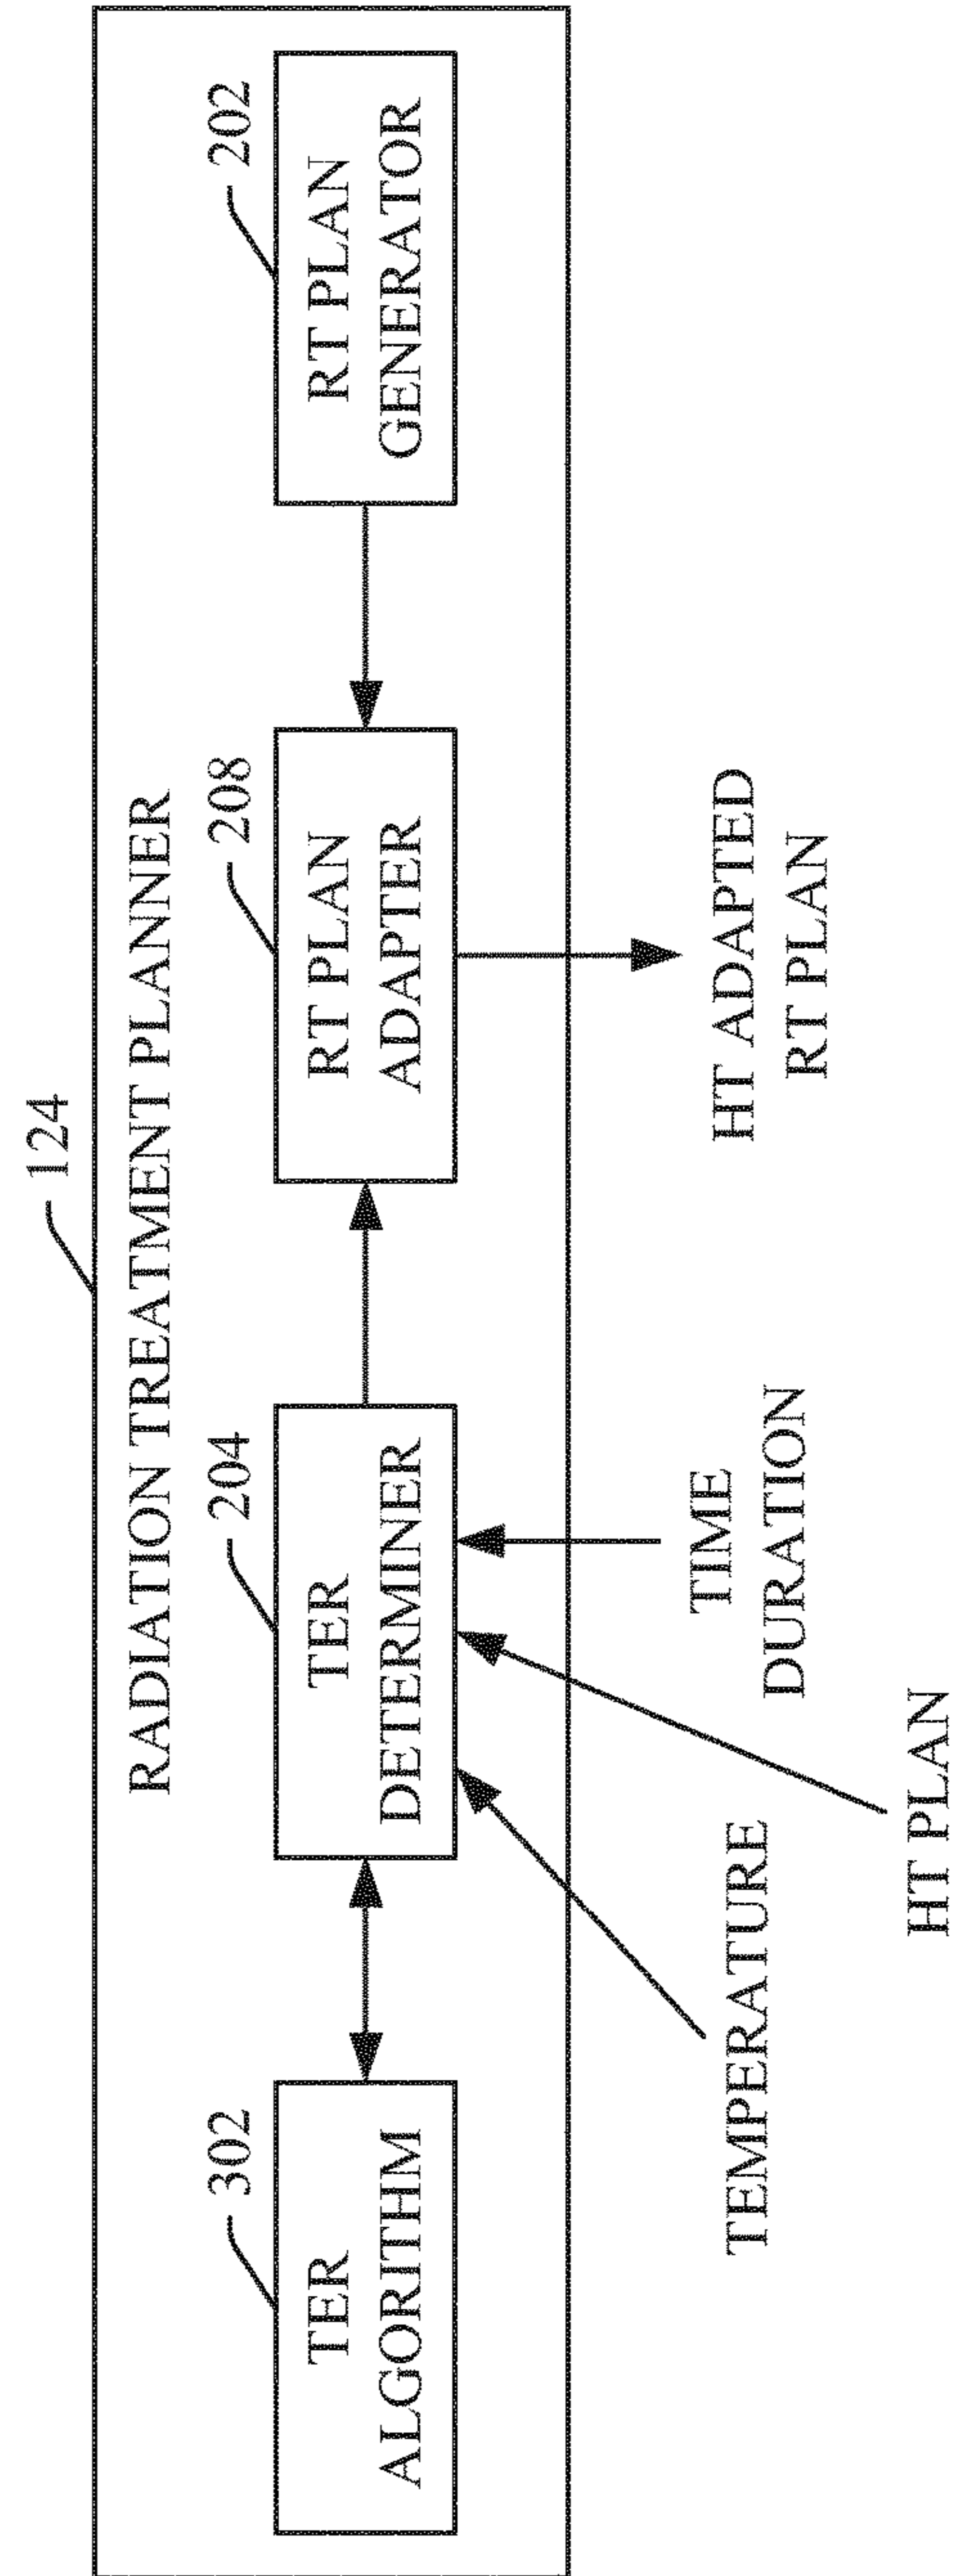 124
RADIATION TREATMENT PLANNER
302
TER
ALGORITHM
204
TER
DETERMINER
208
RT PLAN
ADAPTER
202
RT PLAN
GENERATOR
TEMPERATURE
HT PLAN
TIME
DURATION
HT ADAPTED
RT PLAN